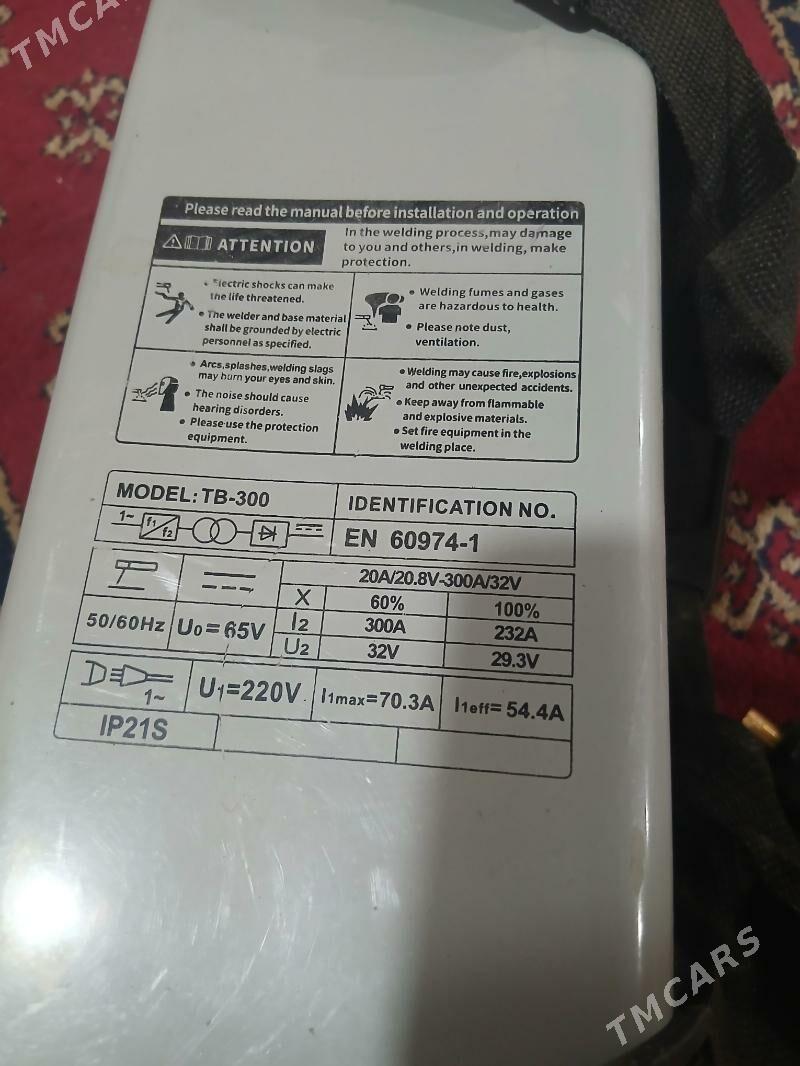 TMCARS
Please read the manual before installation and operation
ATTENTION
In the welding process,may damage
to you and others,in welding, make
protection.
• Electric shocks can make
the life threatened.
• The welder and base material
shall be grounded by electric
personnel as specified.
• Welding fumes and gases
are hazardous to health.
• Please note dust,
ventilation.
• Arcs,splashes,welding slags
may burn your eyes and skin.
• The noise should cause
hearing disorders.
• Please use the protection
equipment.
• Welding may cause fire,explosions
and other unexpected accidents.
• Keep away from flammable
and explosive materials.
• Set fire equipment in the
welding place.
MODEL: TB-300
IDENTIFICATION NO.
1~ f1 f2
EN 60974-1
20A/20.8V-300A/32V
X 60% 100%
50/60Hz U0=65V I2 300A 232A
U2 32V 29.3V
1~ U1=220V I1max=70.3A I1eff=54.4A
IP21S
TMCARS